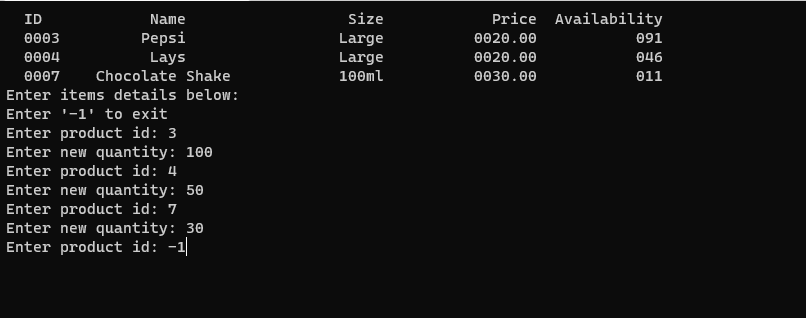 ID Name Size Price Availability
0003 Pepsi Large 0020.00 091
0004 Lays Large 0020.00 046
0007 Chocolate Shake 100ml 0030.00 011
Enter items details below:
Enter '-1' to exit
Enter product id: 3
Enter new quantity: 100
Enter product id: 4
Enter new quantity: 50
Enter product id: 7
Enter new quantity: 30
Enter product id: -1